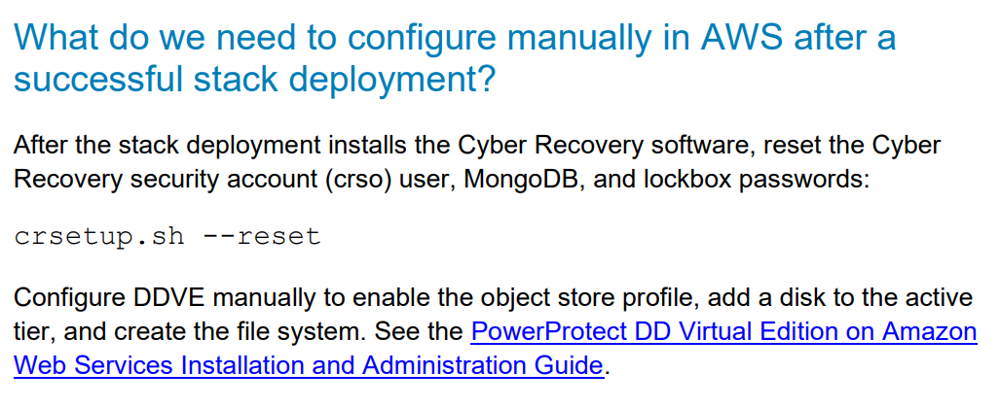 What do we need to configure manually in AWS after a
successful stack deployment?
After the stack deployment installs the Cyber Recovery software, reset the Cyber
Recovery security account (crso) user, MongoDB, and lockbox passwords:
crsetup.sh --reset
Configure DDVE manually to enable the object store profile, add a disk to the active
tier, and create the file system. See the PowerProtect DD Virtual Edition on Amazon
Web Services Installation and Administration Guide.